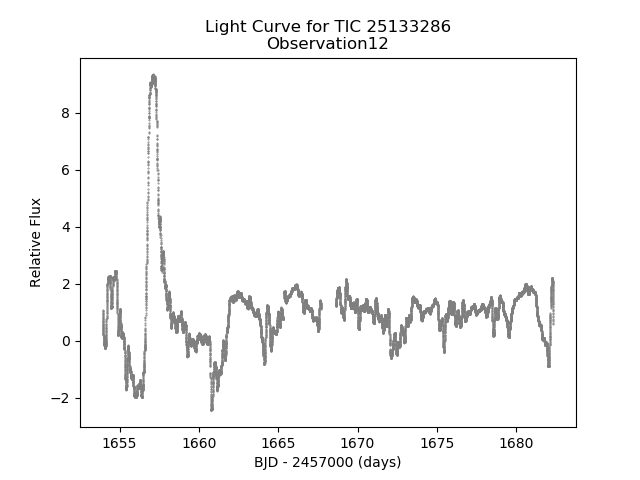 Light Curve for TIC 25133286
Observation12
Relative Flux
8
6
4
2
0
−2
1655 1660 1665 1670 1675 1680
BJD - 2457000 (days)